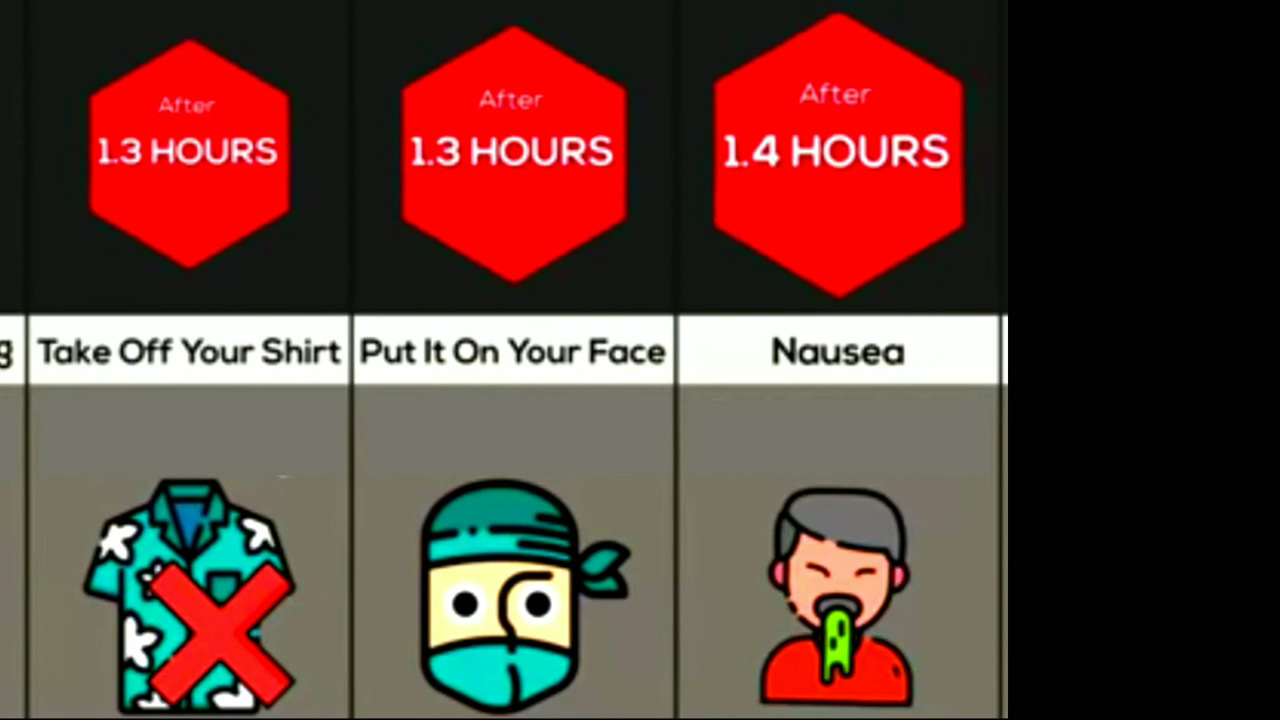 After
1.3 HOURS
After
1.3 HOURS
After
1.4 HOURS
g
Take Off Your Shirt
Put It On Your Face
Nausea